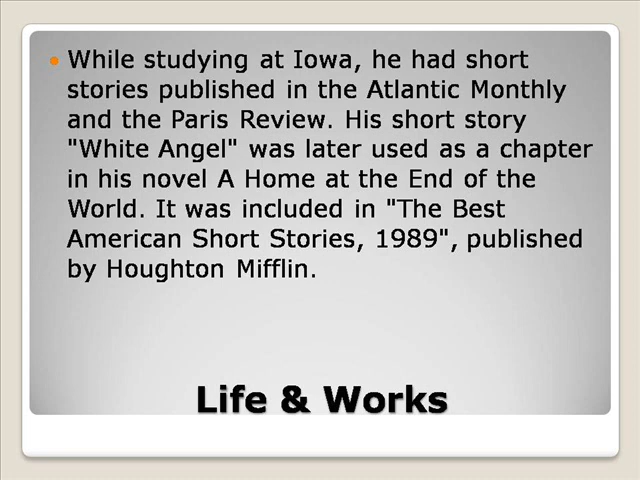 While studying at Iowa, he had short
stories published in the Atlantic Monthly
and the Paris Review. His short story
"White Angel" was later used as a chapter
in his novel A Home at the End of the
World. It was included in "The Best
American Short Stories, 1989", published
by Houghton Mifflin.
Life & Works